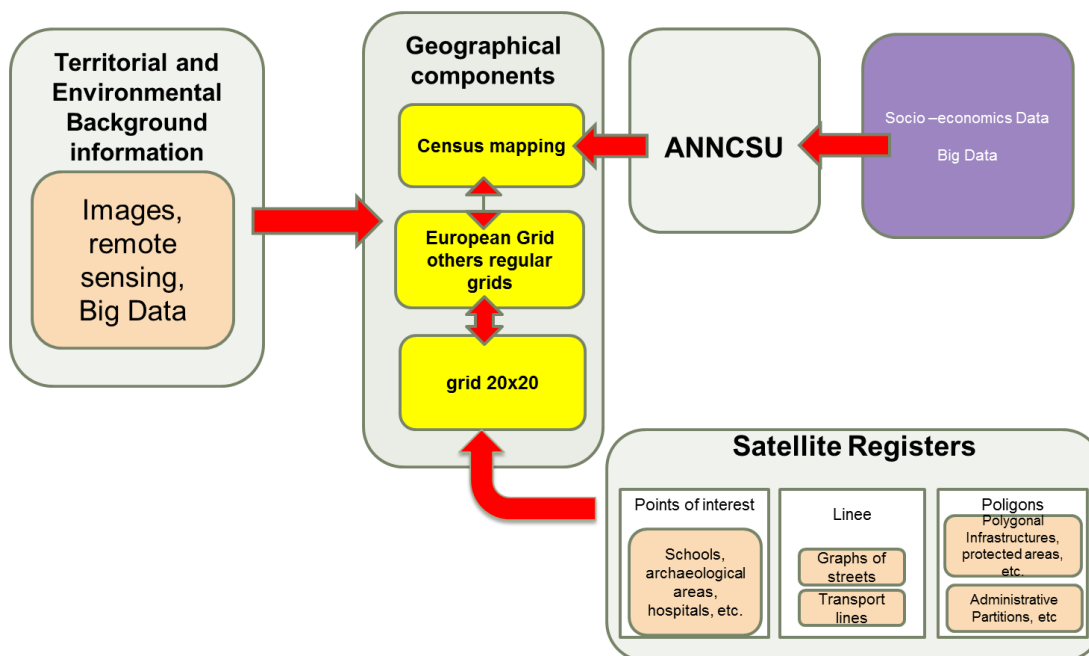 Territorial and
Environmental
Background
information
Images,
remote
sensing,
Big Data
Geographical
components
Census mapping
European Grid
others regular
grids
grid 20x20
ANNCSU
Socio –economics Data
Big Data
Satellite Registers
Points of interest
Schools,
archaeological
areas,
hospitals, etc.
Linee
Graphs of
streets
Transport
lines
Poligons
Polygonal
Infrastructures,
protected areas,
etc.
Administrative
Partitions, etc